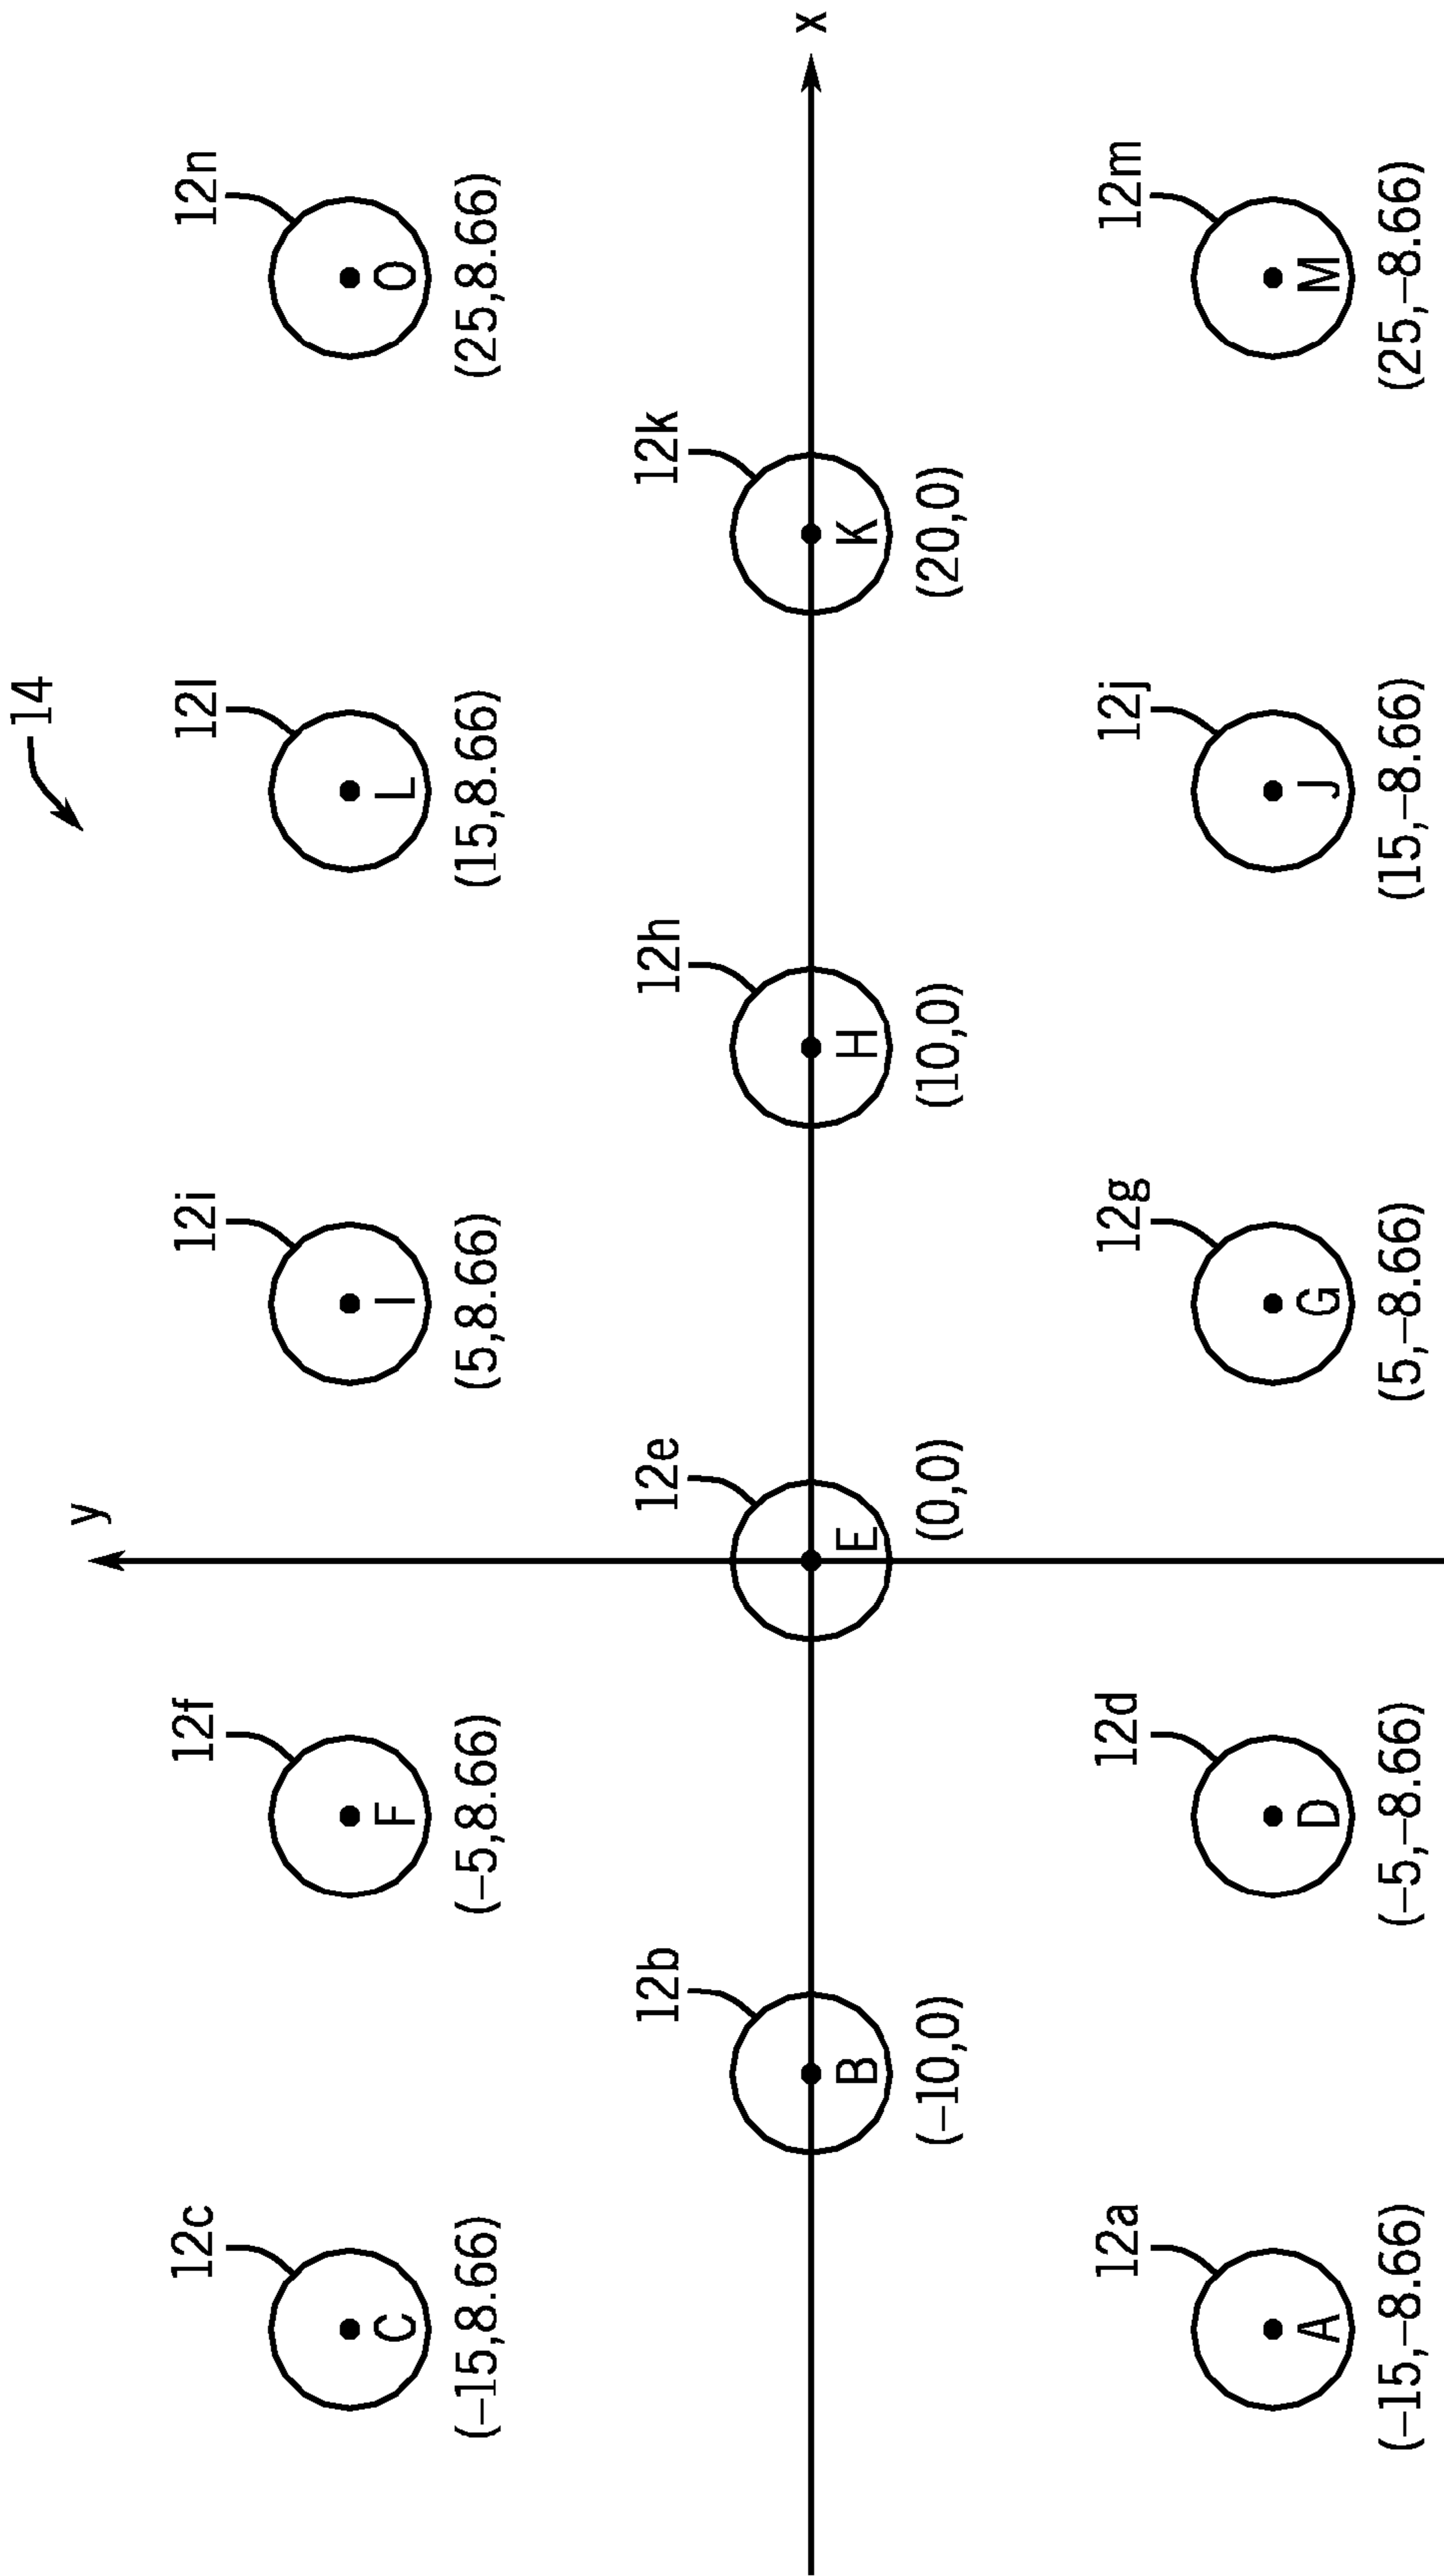 14
y
12c
C
(−15,8.66)
12f
F
(−5,8.66)
12i
I
(5,8.66)
12l
L
(15,8.66)
12n
O
(25,8.66)
12b
B
(−10,0)
12e
E
(0,0)
12h
H
(10,0)
12k
K
(20,0)
x
12a
A
(−15,−8.66)
12d
D
(−5,−8.66)
12g
G
(5,−8.66)
12j
J
(15,−8.66)
12m
M
(25,−8.66)